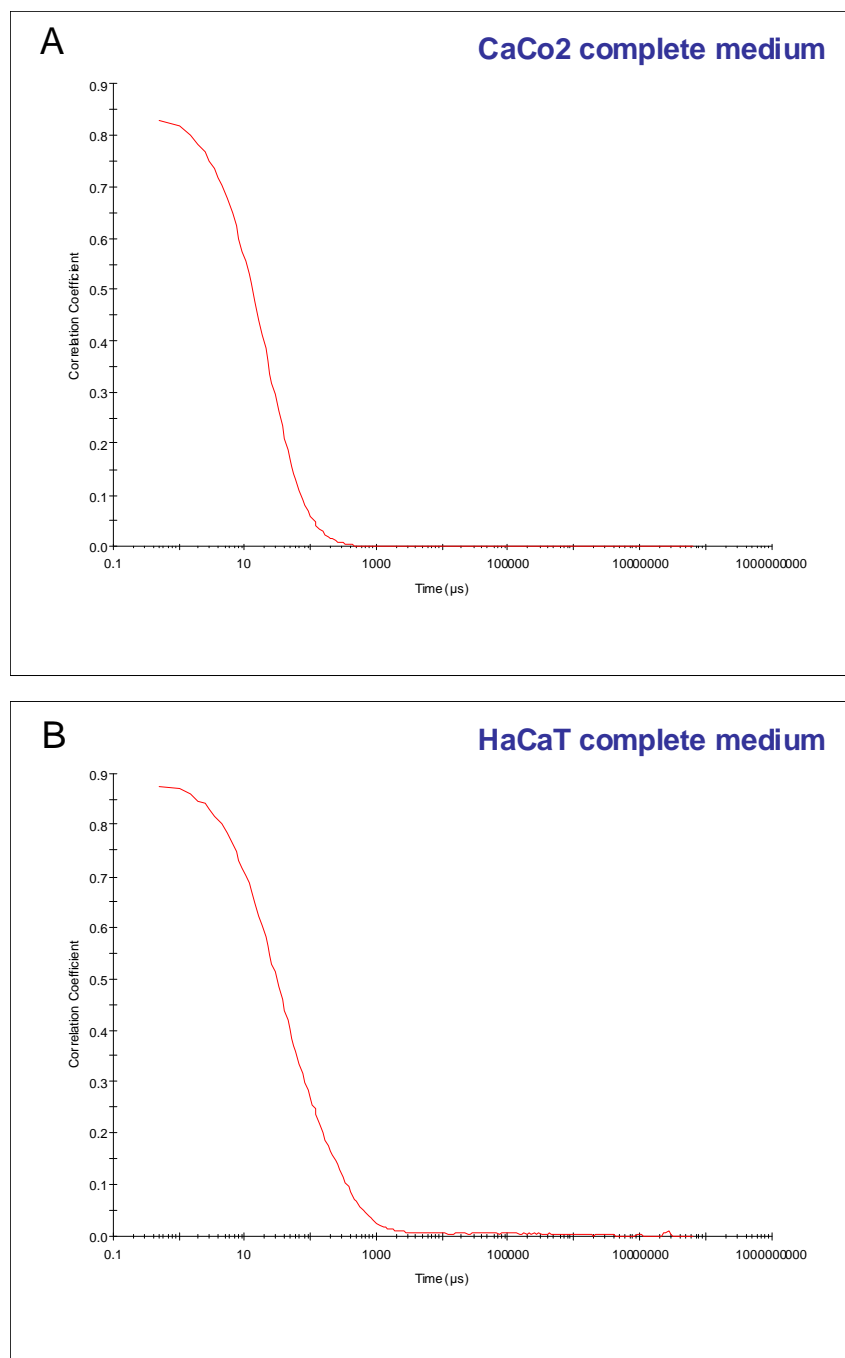 A
CaCo2 complete medium
0.9
0.8
0.7
0.6
0.5
0.4
0.3
0.2
0.1
0.0
Correlation Coefficient
0.1 10 1000 100000 10000000 1000000000
Time (µs)
B
HaCaT complete medium
0.9
0.8
0.7
0.6
0.5
0.4
0.3
0.2
0.1
0.0
Correlation Coefficient
0.1 10 1000 100000 10000000 1000000000
Time (µs)